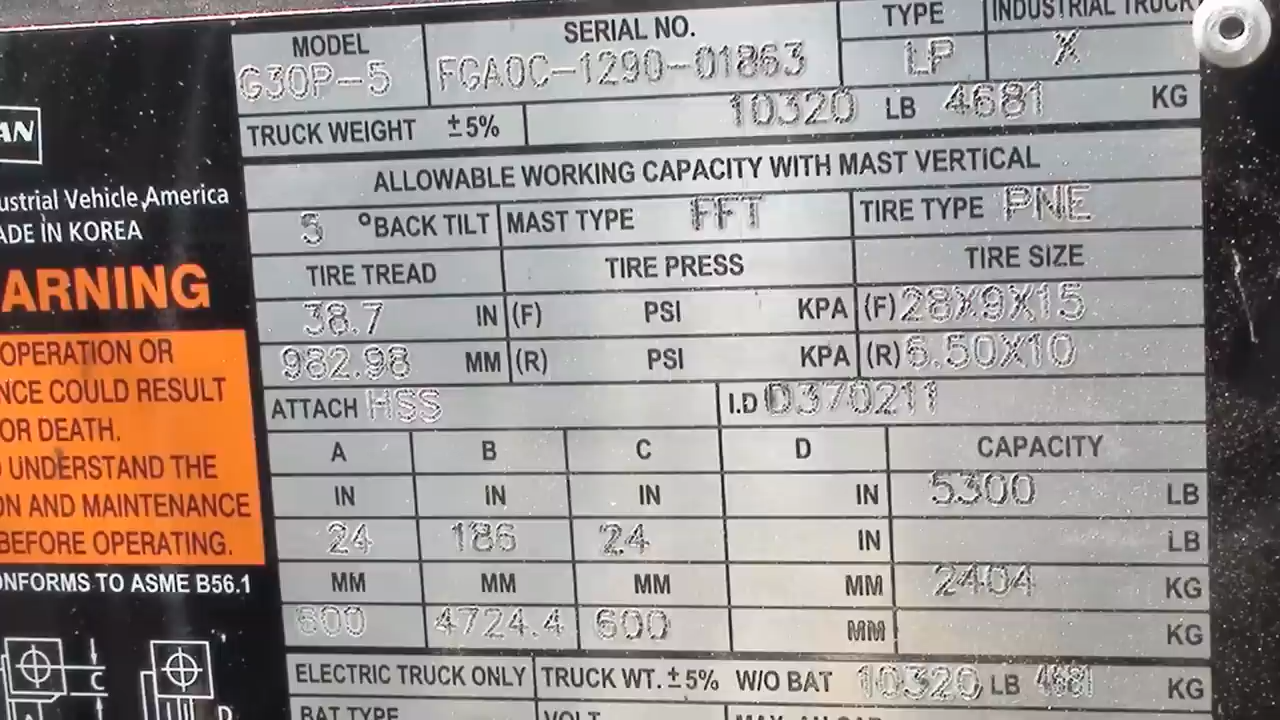 MODEL SERIAL NO. TYPE INDUSTRIAL TRUCK
G30P-5 FGA0C-1290-01863 LP X
TRUCK WEIGHT ±5% 10320 LB 4681 KG
ALLOWABLE WORKING CAPACITY WITH MAST VERTICAL
5 °BACK TILT MAST TYPE FFT TIRE TYPE PNE
TIRE TREAD TIRE PRESS TIRE SIZE
38.7 IN (F) PSI KPA (F) 28X9X15
982.98 MM (R) PSI KPA (R) 6.50X10
ATTACH HSS I.D D370211
A B C D CAPACITY
IN IN IN IN 5300 LB
24 186 24 IN LB
MM MM MM MM 2404 KG
600 4724.4 600 MM KG
ELECTRIC TRUCK ONLY TRUCK WT. ±5% W/O BAT 10320 LB 4681 KG
BAT TYPE VOLT
AN
ustrial Vehicle America
ADE IN KOREA
ARNING
OPERATION OR
NCE COULD RESULT
OR DEATH.
UNDERSTAND THE
ON AND MAINTENANCE
BEFORE OPERATING.
ONFORMS TO ASME B56.1
C